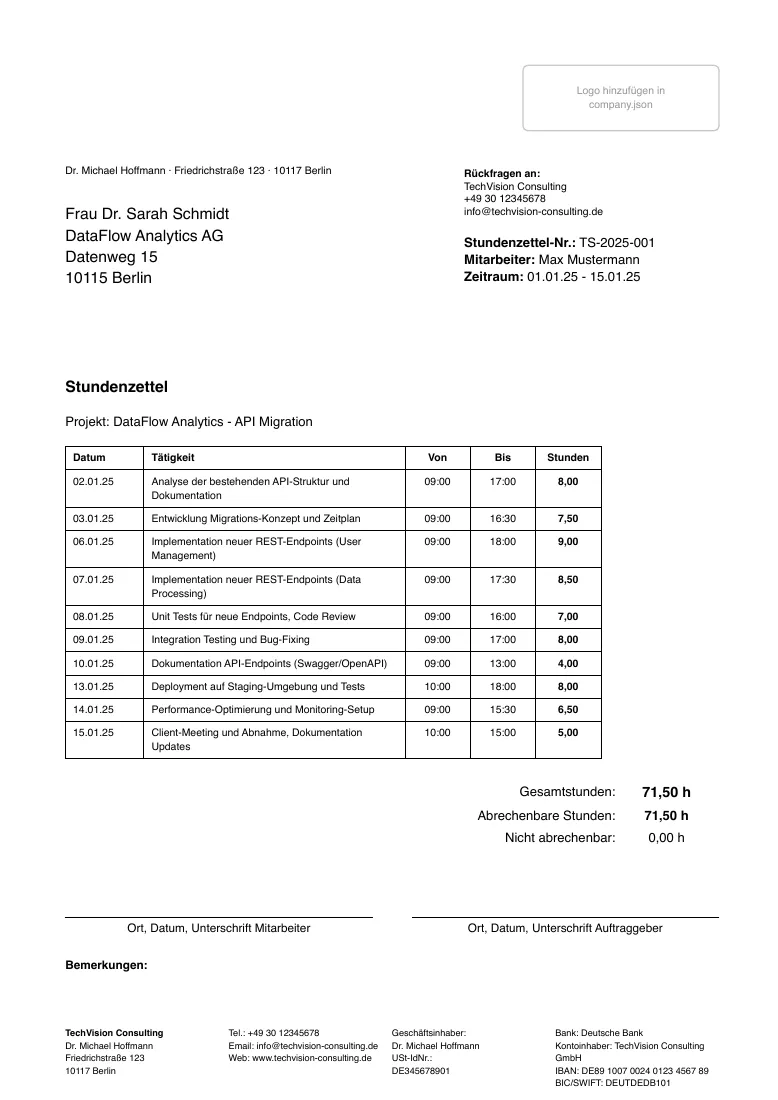 Logo hinzufügen in
company.json
Dr. Michael Hoffmann · Friedrichstraße 123 · 10117 Berlin
Frau Dr. Sarah Schmidt
DataFlow Analytics AG
Datenweg 15
10115 Berlin
Rückfragen an:
TechVision Consulting
+49 30 12345678
info@techvision-consulting.de
Stundenzettel-Nr.: TS-2025-001
Mitarbeiter: Max Mustermann
Zeitraum: 01.01.25 - 15.01.25
Stundenzettel
Projekt: DataFlow Analytics - API Migration
Datum Tätigkeit Von Bis Stunden
02.01.25 Analyse der bestehenden API-Struktur und 09:00 17:00 8,00
Dokumentation
03.01.25 Entwicklung Migrations-Konzept und Zeitplan 09:00 16:30 7,50
06.01.25 Implementation neuer REST-Endpoints (User 09:00 18:00 9,00
Management)
07.01.25 Implementation neuer REST-Endpoints (Data 09:00 17:30 8,50
Processing)
08.01.25 Unit Tests für neue Endpoints, Code Review 09:00 16:00 7,00
09.01.25 Integration Testing und Bug-Fixing 09:00 17:00 8,00
10.01.25 Dokumentation API-Endpoints (Swagger/OpenAPI) 09:00 13:00 4,00
13.01.25 Deployment auf Staging-Umgebung und Tests 10:00 18:00 8,00
14.01.25 Performance-Optimierung und Monitoring-Setup 09:00 15:30 6,50
15.01.25 Client-Meeting und Abnahme, Dokumentation 10:00 15:00 5,00
Updates
Gesamtstunden: 71,50 h
Abrechenbare Stunden: 71,50 h
Nicht abrechenbar: 0,00 h
Ort, Datum, Unterschrift Mitarbeiter
Ort, Datum, Unterschrift Auftraggeber
Bemerkungen:
TechVision Consulting
Dr. Michael Hoffmann
Friedrichstraße 123
10117 Berlin
Tel.: +49 30 12345678
Email: info@techvision-consulting.de
Web: www.techvision-consulting.de
Geschäftsinhaber:
Dr. Michael Hoffmann
USt-IdNr.:
DE345678901
Bank: Deutsche Bank
Kontoinhaber: TechVision Consulting
GmbH
IBAN: DE89 1007 0024 0123 4567 89
BIC/SWIFT: DEUTDEDB101